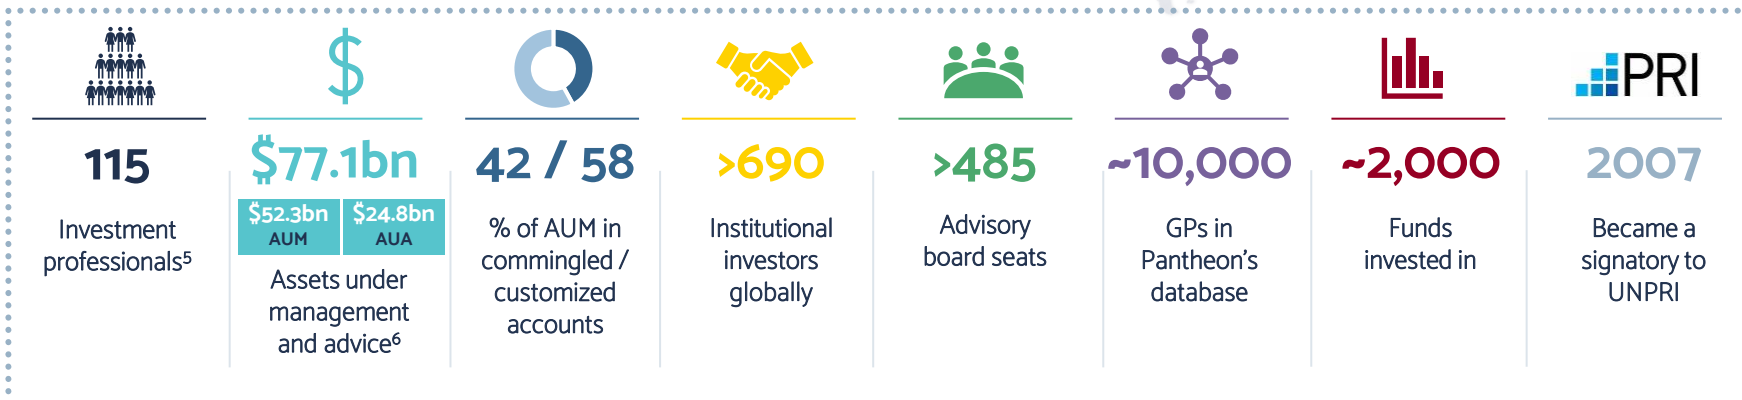 PRI
115
Investment
professionals⁵
$77.1bn
$52.3bn
AUM
$24.8bn
AUA
Assets under
management
and advice⁶
42 / 58
% of AUM in
commingled /
customized
accounts
>690
Institutional
investors
globally
>485
Advisory
board seats
~10,000
GPs in
Pantheon's
database
~2,000
Funds
invested in
2007
Became a
signatory to
UNPRI